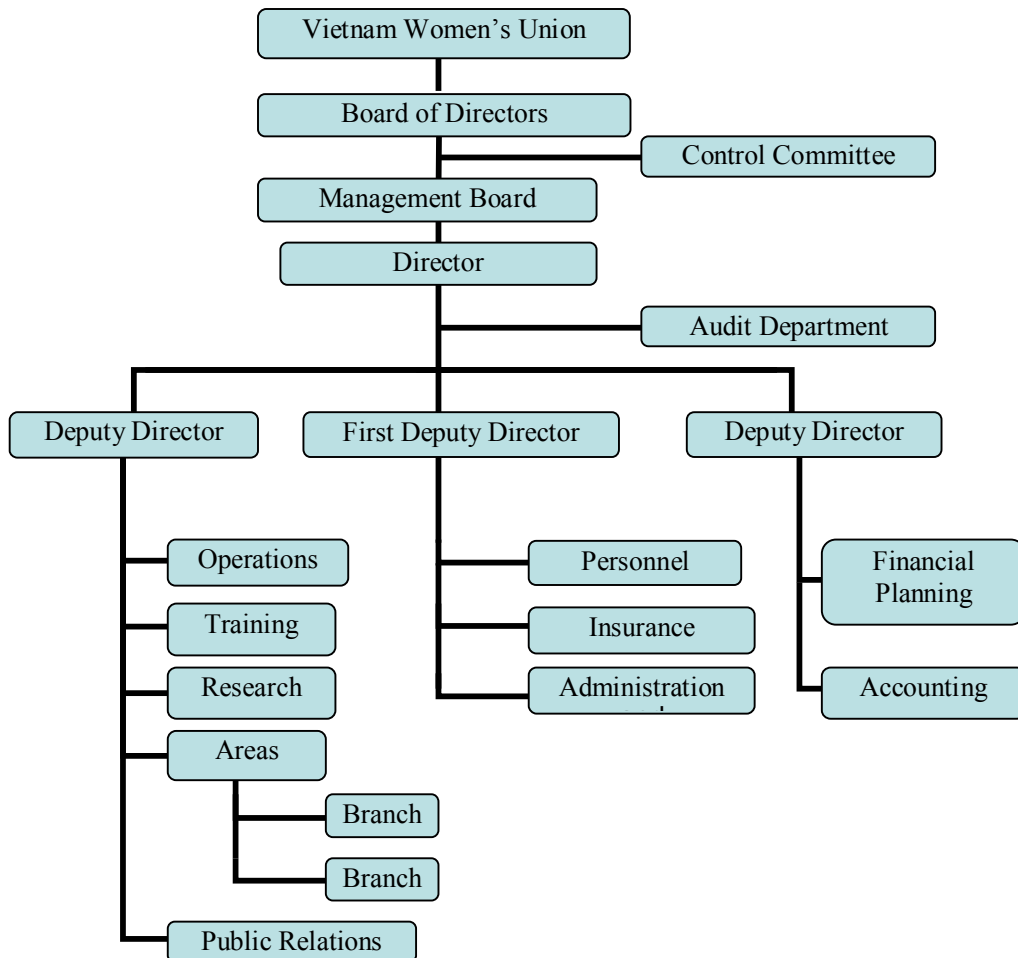 Vietnam Women’s Union
Board of Directors
Control Committee
Management Board
Director
Audit Department
Deputy Director
First Deputy Director
Deputy Director
Operations
Training
Research
Areas
Branch
Branch
Public Relations
Personnel
Insurance
Administration
Financial
Planning
Accounting